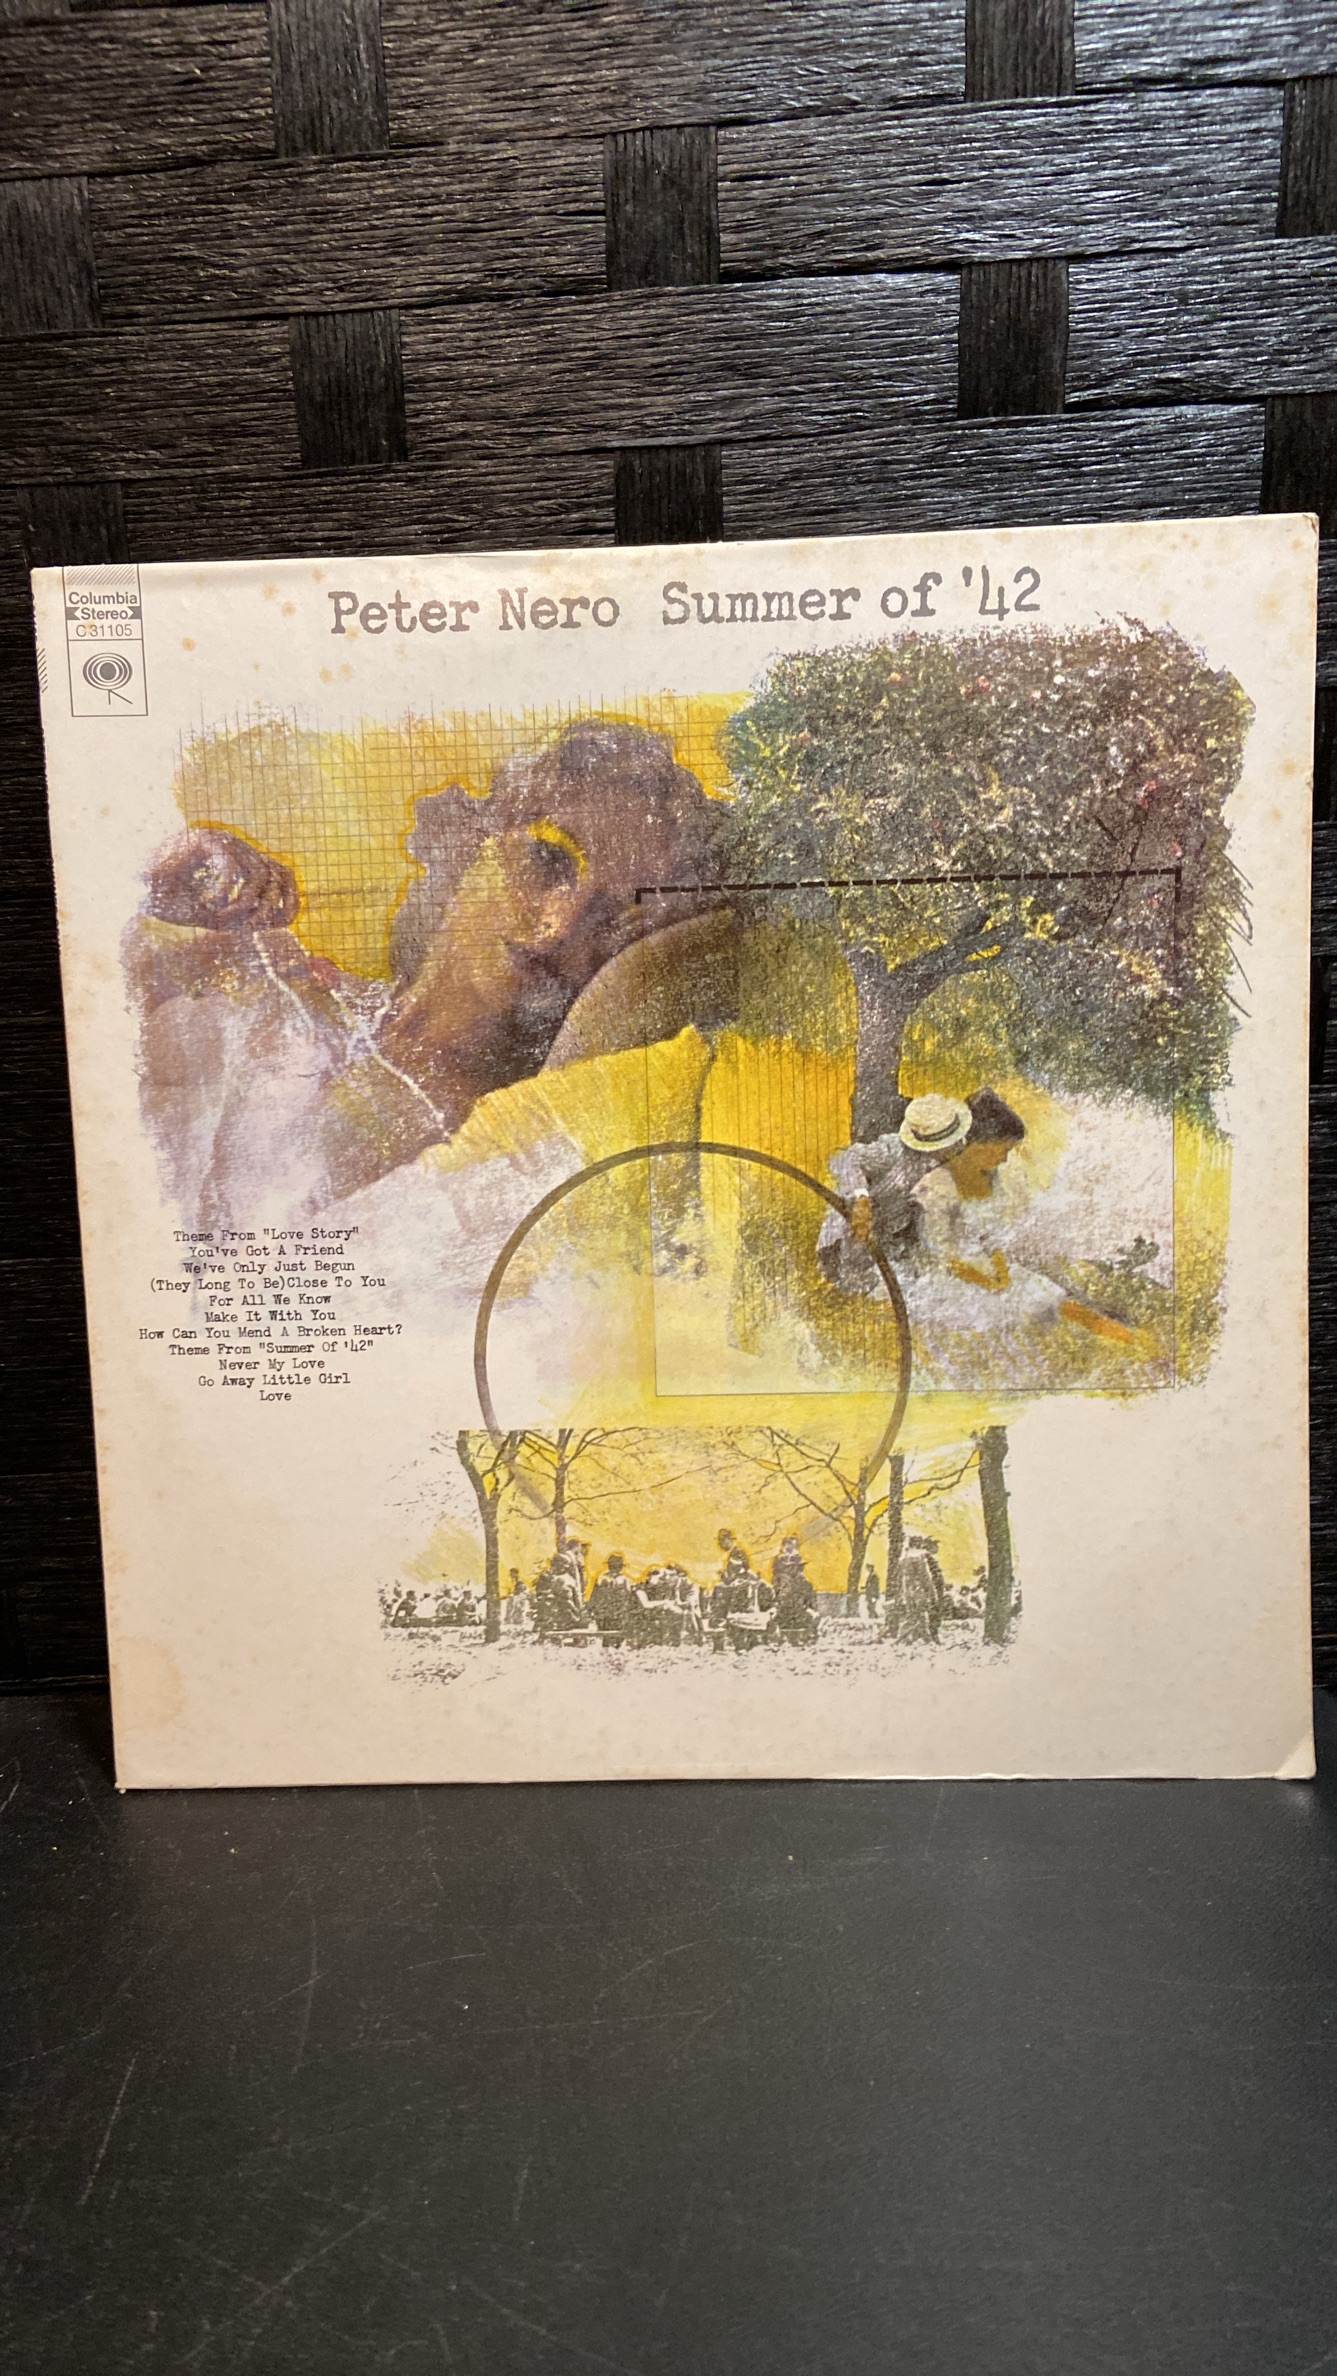 Columbia
Stereo
C 31105
Peter Nero Summer of '42
Theme From "Love Story"
You've Got A Friend
We've Only Just Begun
(They Long To Be)Close To You
For All We Know
Make It With You
How Can You Mend A Broken Heart?
Theme From "Summer Of '42"
Never My Love
Go Away Little Girl
Love